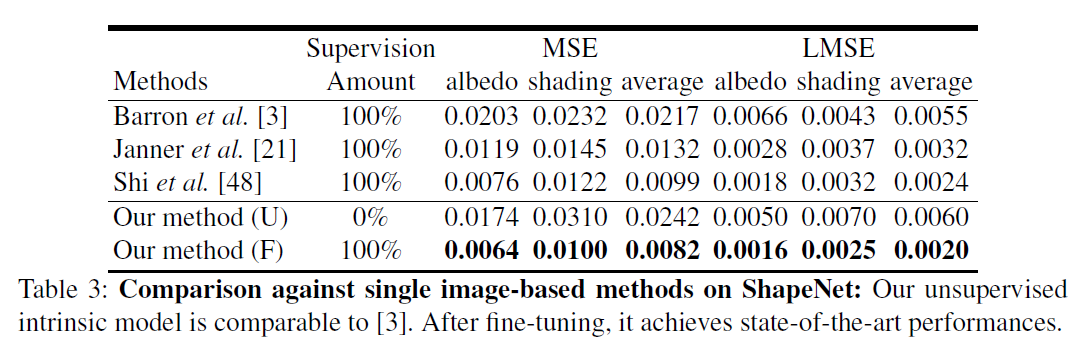 Supervision MSE LMSE
Methods Amount albedo shading average albedo shading average
Barron et al. [3] 100% 0.0203 0.0232 0.0217 0.0066 0.0043 0.0055
Janner et al. [21] 100% 0.0119 0.0145 0.0132 0.0028 0.0037 0.0032
Shi et al. [48] 100% 0.0076 0.0122 0.0099 0.0018 0.0032 0.0024
Our method (U) 0% 0.0174 0.0310 0.0242 0.0050 0.0070 0.0060
Our method (F) 100% 0.0064 0.0100 0.0082 0.0016 0.0025 0.0020
Table 3: Comparison against single image-based methods on ShapeNet: Our unsupervised
intrinsic model is comparable to [3]. After fine-tuning, it achieves state-of-the-art performances.